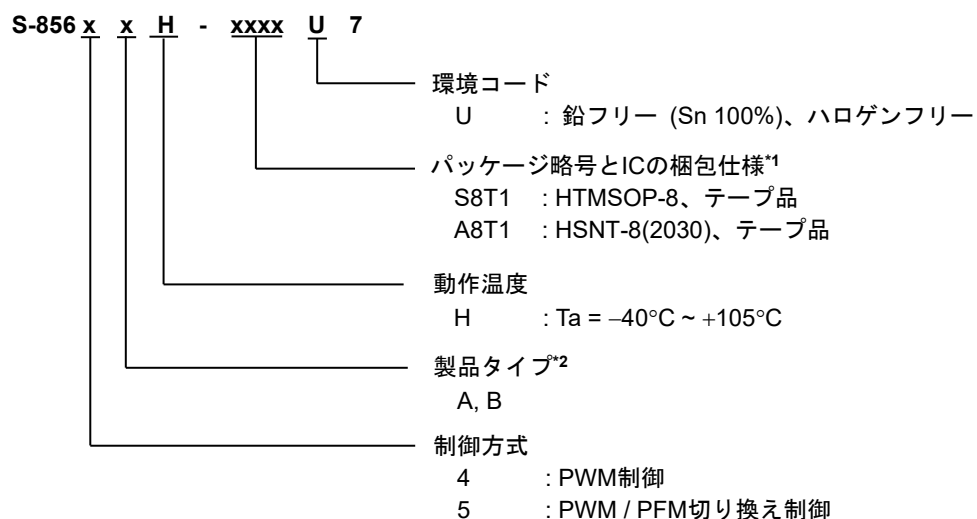 S-856 x x H - xxxx U 7
環境コード
U : 鉛フリー (Sn 100%)、ハロゲンフリー
パッケージ略号とICの梱包仕様*1
S8T1 : HTMSOP-8、テープ品
A8T1 : HSNT-8(2030)、テープ品
動作温度
H : Ta = −40°C ~ +105°C
製品タイプ*2
A, B
制御方式
4 : PWM制御
5 : PWM / PFM切り換え制御